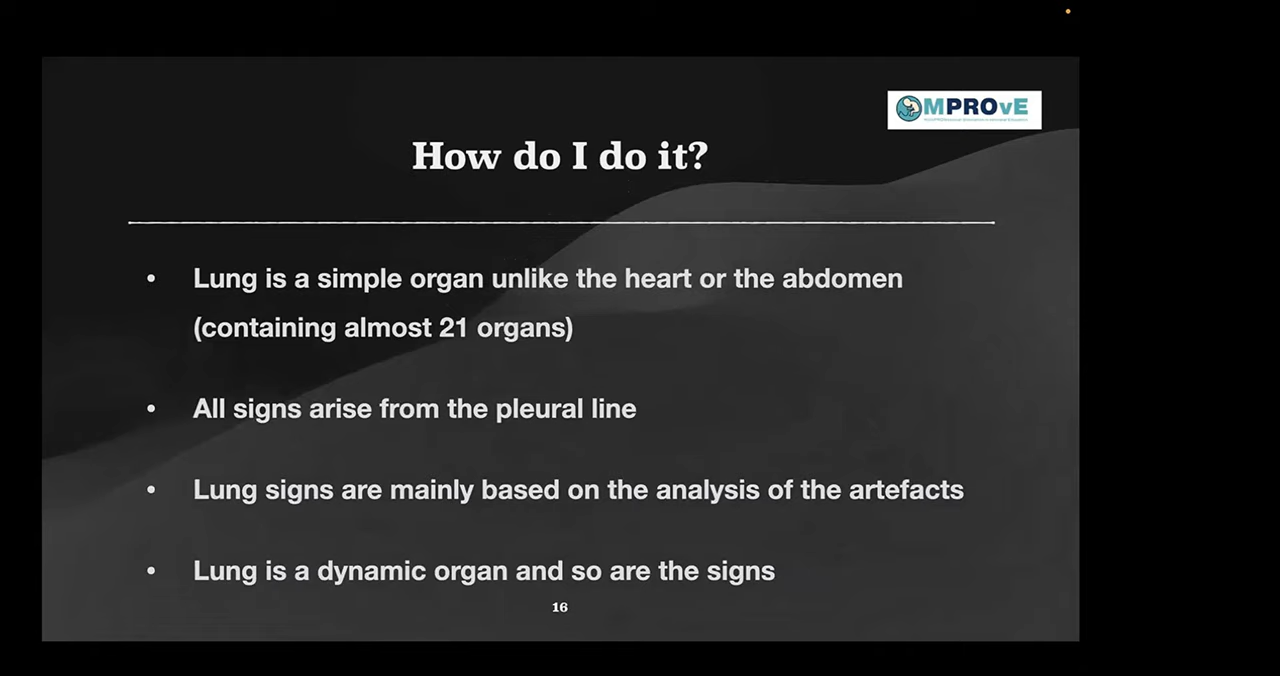 MPROvE
How do I do it?
• Lung is a simple organ unlike the heart or the abdomen
(containing almost 21 organs)
• All signs arise from the pleural line
• Lung signs are mainly based on the analysis of the artefacts
• Lung is a dynamic organ and so are the signs
16